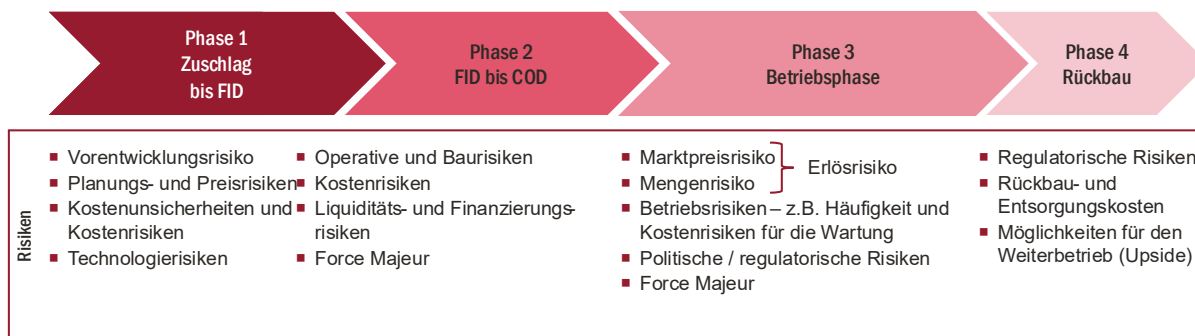 Phase 1
Zuschlag
bis FID
Phase 2
FID bis COD
Phase 3
Betriebsphase
Phase 4
Rückbau
Risiken
▪ Vorentwicklungsrisiko
▪ Planungs- und Preisrisiken
▪ Kostenunsicherheiten und
Kostenrisiken
▪ Technologierisiken
▪ Operative und Baurisiken
▪ Kostenrisiken
▪ Liquiditäts- und Finanzierungs-
risiken
▪ Force Majeur
▪ Marktpreisrisiko
▪ Mengenrisiko
Erlösrisiko
▪ Betriebsrisiken – z.B. Häufigkeit und
Kostenrisiken für die Wartung
▪ Politische / regulatorische Risiken
▪ Force Majeur
▪ Regulatorische Risiken
▪ Rückbau- und
Entsorgungskosten
▪ Möglichkeiten für den
Weiterbetrieb (Upside)